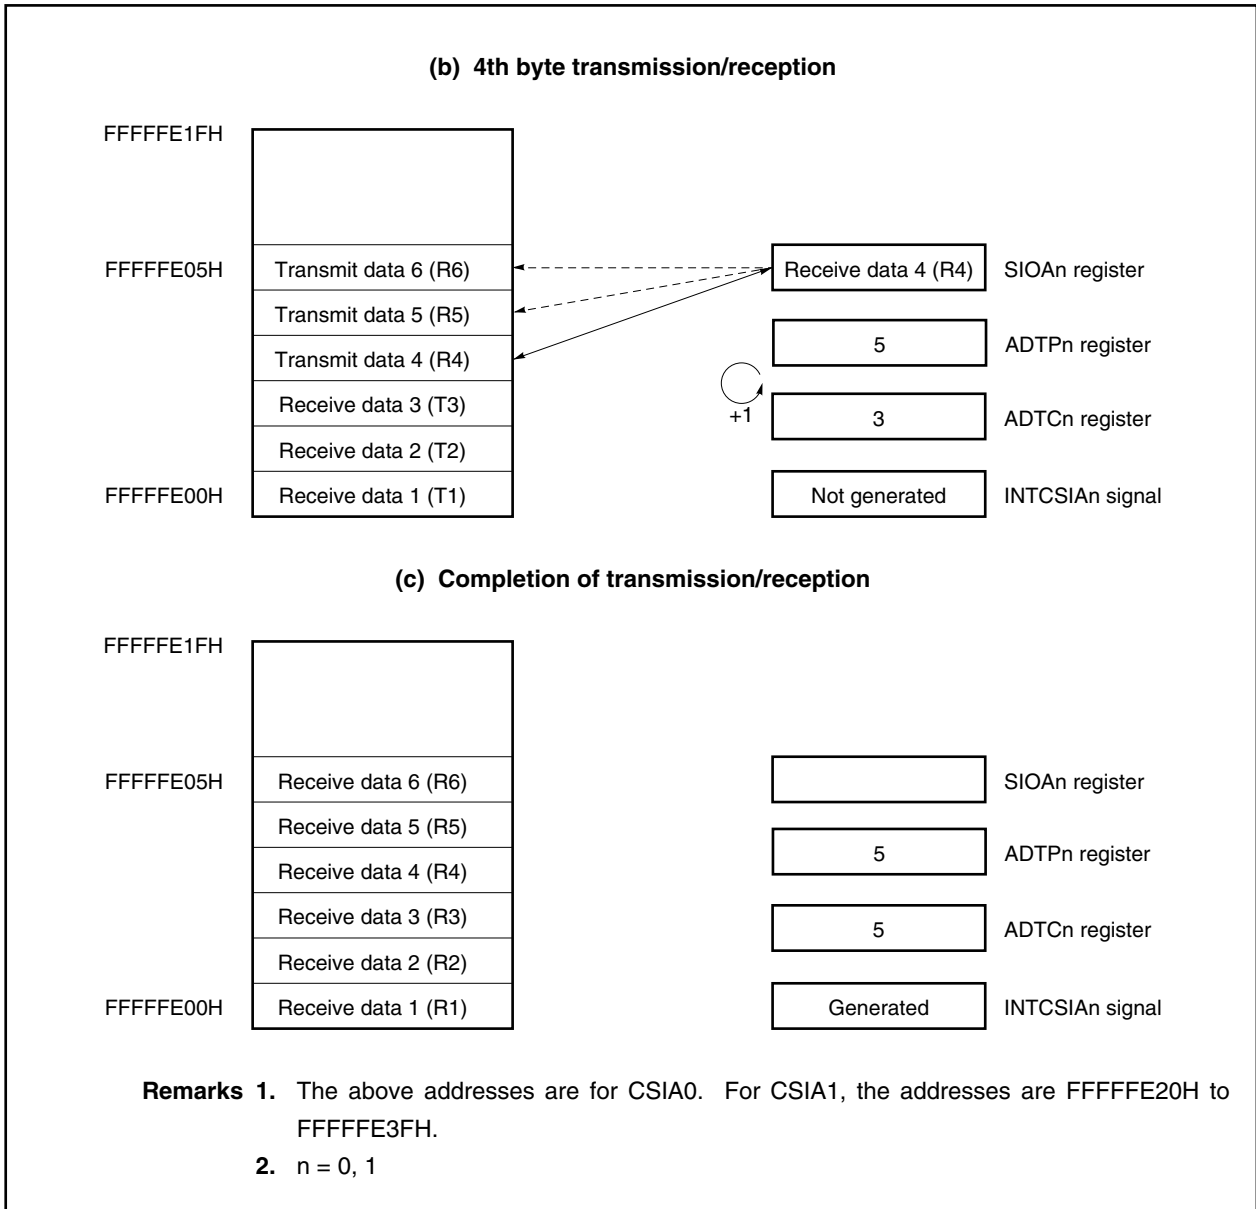 (b) 4th byte transmission/reception
FFFFFE1FH
FFFFFE05H
Transmit data 6 (R6)
Receive data 4 (R4)
SIOAn register
Transmit data 5 (R5)
5
ADTPn register
Transmit data 4 (R4)
Receive data 3 (T3)
+1
3
ADTCn register
Receive data 2 (T2)
FFFFFE00H
Receive data 1 (T1)
Not generated
INTCSIAn signal
(c) Completion of transmission/reception
FFFFFE1FH
FFFFFE05H
Receive data 6 (R6)
SIOAn register
Receive data 5 (R5)
5
ADTPn register
Receive data 4 (R4)
Receive data 3 (R3)
5
ADTCn register
Receive data 2 (R2)
FFFFFE00H
Receive data 1 (R1)
Generated
INTCSIAn signal
Remarks 1. The above addresses are for CSIA0. For CSIA1, the addresses are FFFFFE20H to
FFFFFE3FH.
2. n = 0, 1